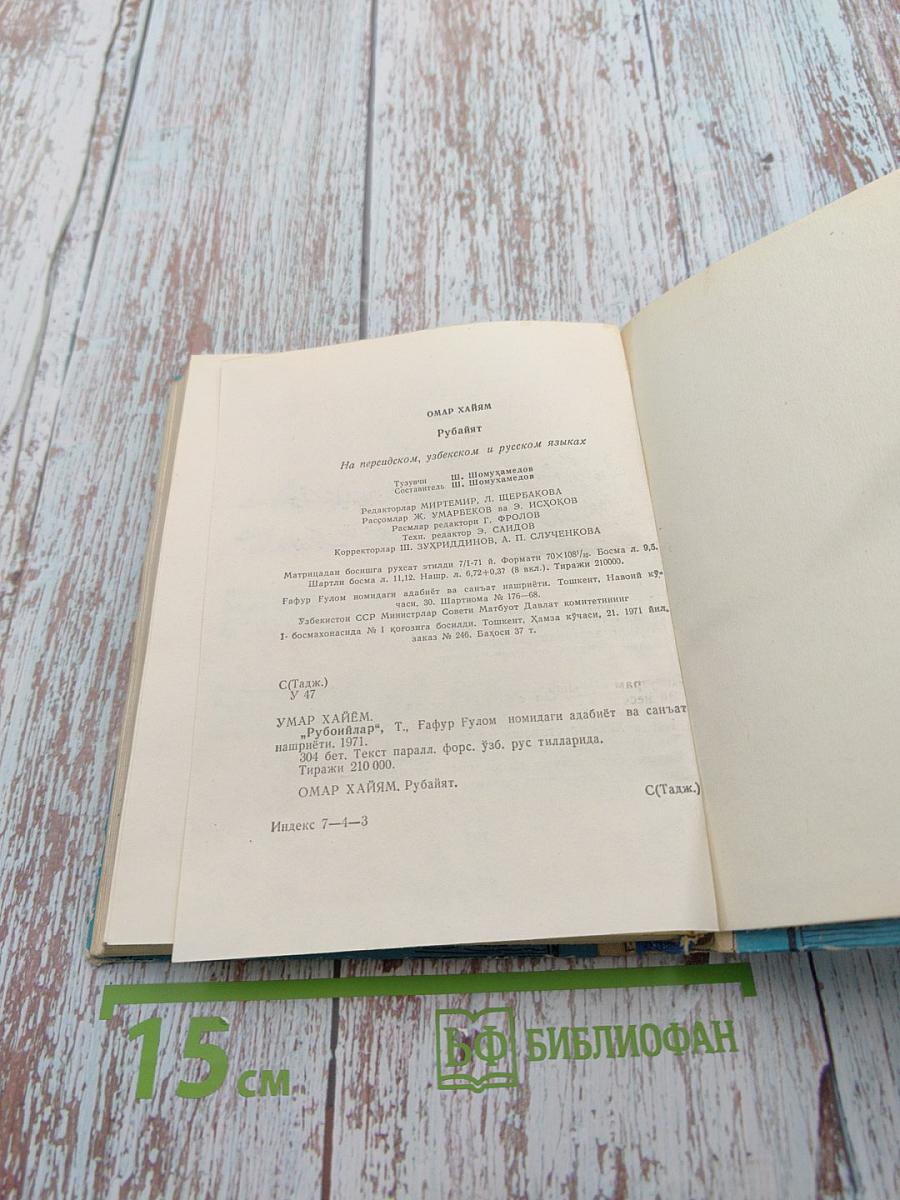 ОМАР ХАЙЯМ
Рубайят
На персидском, узбекском и русском языках
Тузувчи Ш. Шомуҳамедов
Составитель Ш. Шомухамедов
Редакторлар МИРТЕМИР, Л. ЩЕРБАКОВА
Рассомлар Ж. УМАРБЕКОВ ва Э. ИСҲОҚОВ
Расмлар редактори Г. ФРОЛОВ
Техн. редактор Э. САИДОВ
Корректорлар Ш. ЗУҲРИДДИНОВ, А. П. СЛУЧЕНКОВА
Матрицадан босишга рухсат этилди 7/1-71 й. Формати 70×108¹/₃₂. Босма л. 9,5.
Шартли босма л. 11,12. Нашр. л. 6,72+0,37 (8 вкл.). Тиражи 210000.
Ғафур Ғулом номидаги адабиёт ва санъат нашриёти. Тошкент, Навоий кў-
часи, 30. Шартнома № 176—68.
Узбекистон ССР Министрлар Совети Матбуот Давлат комитетининг
1- босмахонасида № 1 қоғозига босилди. Тошкент, Ҳамза кўчаси, 21. 1971 йил,
заказ № 246. Баҳоси 37 т.
С(Тадж.)
У 47
УМАР ХАЙЁМ.
„Рубоийлар“, Т., Ғафур Ғулом номидаги адабиёт ва санъат
нашриёти. 1971.
304 бет. Текст паралл. форс. ўзб. рус тилларида.
Тиражи 210 000.
ОМАР ХАЙЯМ. Рубайят.
С(Тадж.)
Индекс 7—4—3
15 см
БФ БИБЛИОФАН